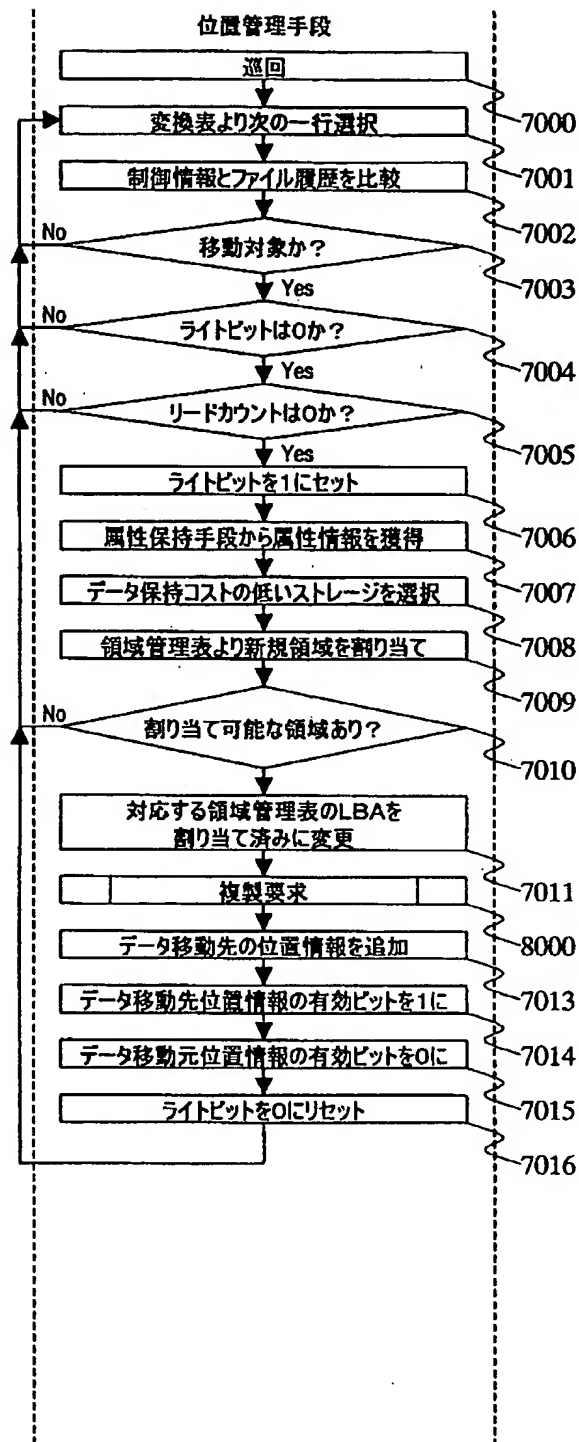 位置管理手段
巡回
7000
変換表より次の一行選択
7001
制御情報とファイル履歴を比較
7002
No
移動対象か？
7003
Yes
No
ライトビットは0か？
7004
Yes
No
リードカウントは0か？
7005
Yes
ライトビットを1にセット
7006
属性保持手段から属性情報を獲得
7007
データ保持コストの低いストレージを選択
7008
領域管理表より新規領域を割り当て
7009
No
割り当て可能な領域あり？
7010
対応する領域管理表のLBAを
割り当て済みに変更
7011
複製要求
8000
データ移動先の位置情報を追加
7013
データ移動先位置情報の有効ビットを1に
7014
データ移動元位置情報の有効ビットを0に
7015
ライトビットを0にリセット
7016